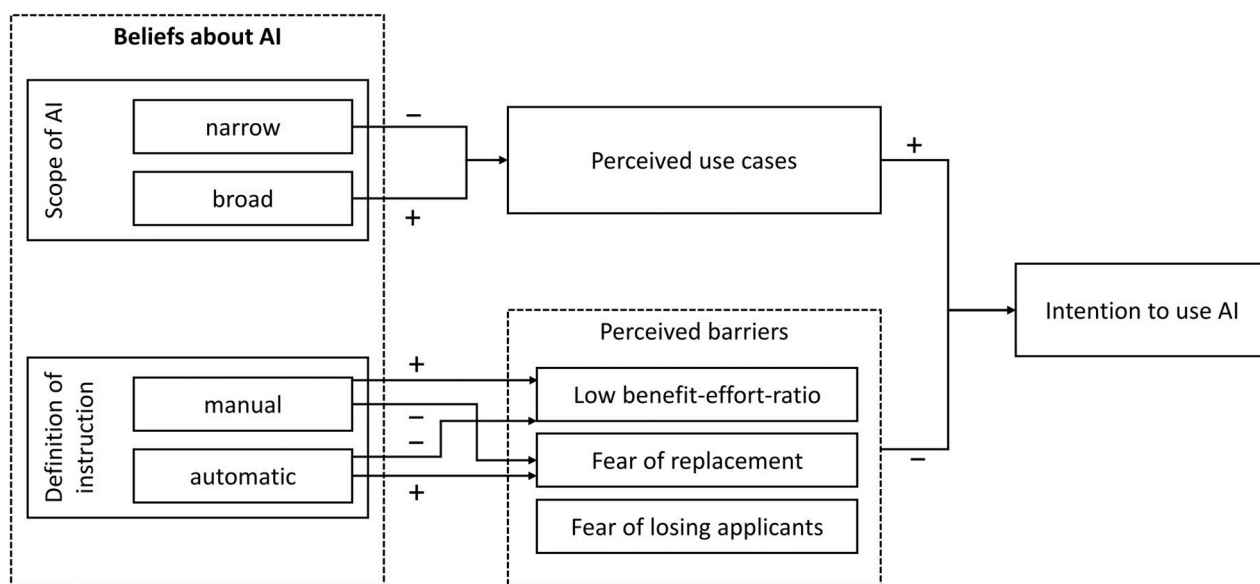 Beliefs about AI
Scope of AI
narrow
broad
−
+
Perceived use cases
+
Intention to use AI
Definition of
instruction
manual
automatic
+
−
−
+
Perceived barriers
Low benefit-effort-ratio
Fear of replacement
Fear of losing applicants
−